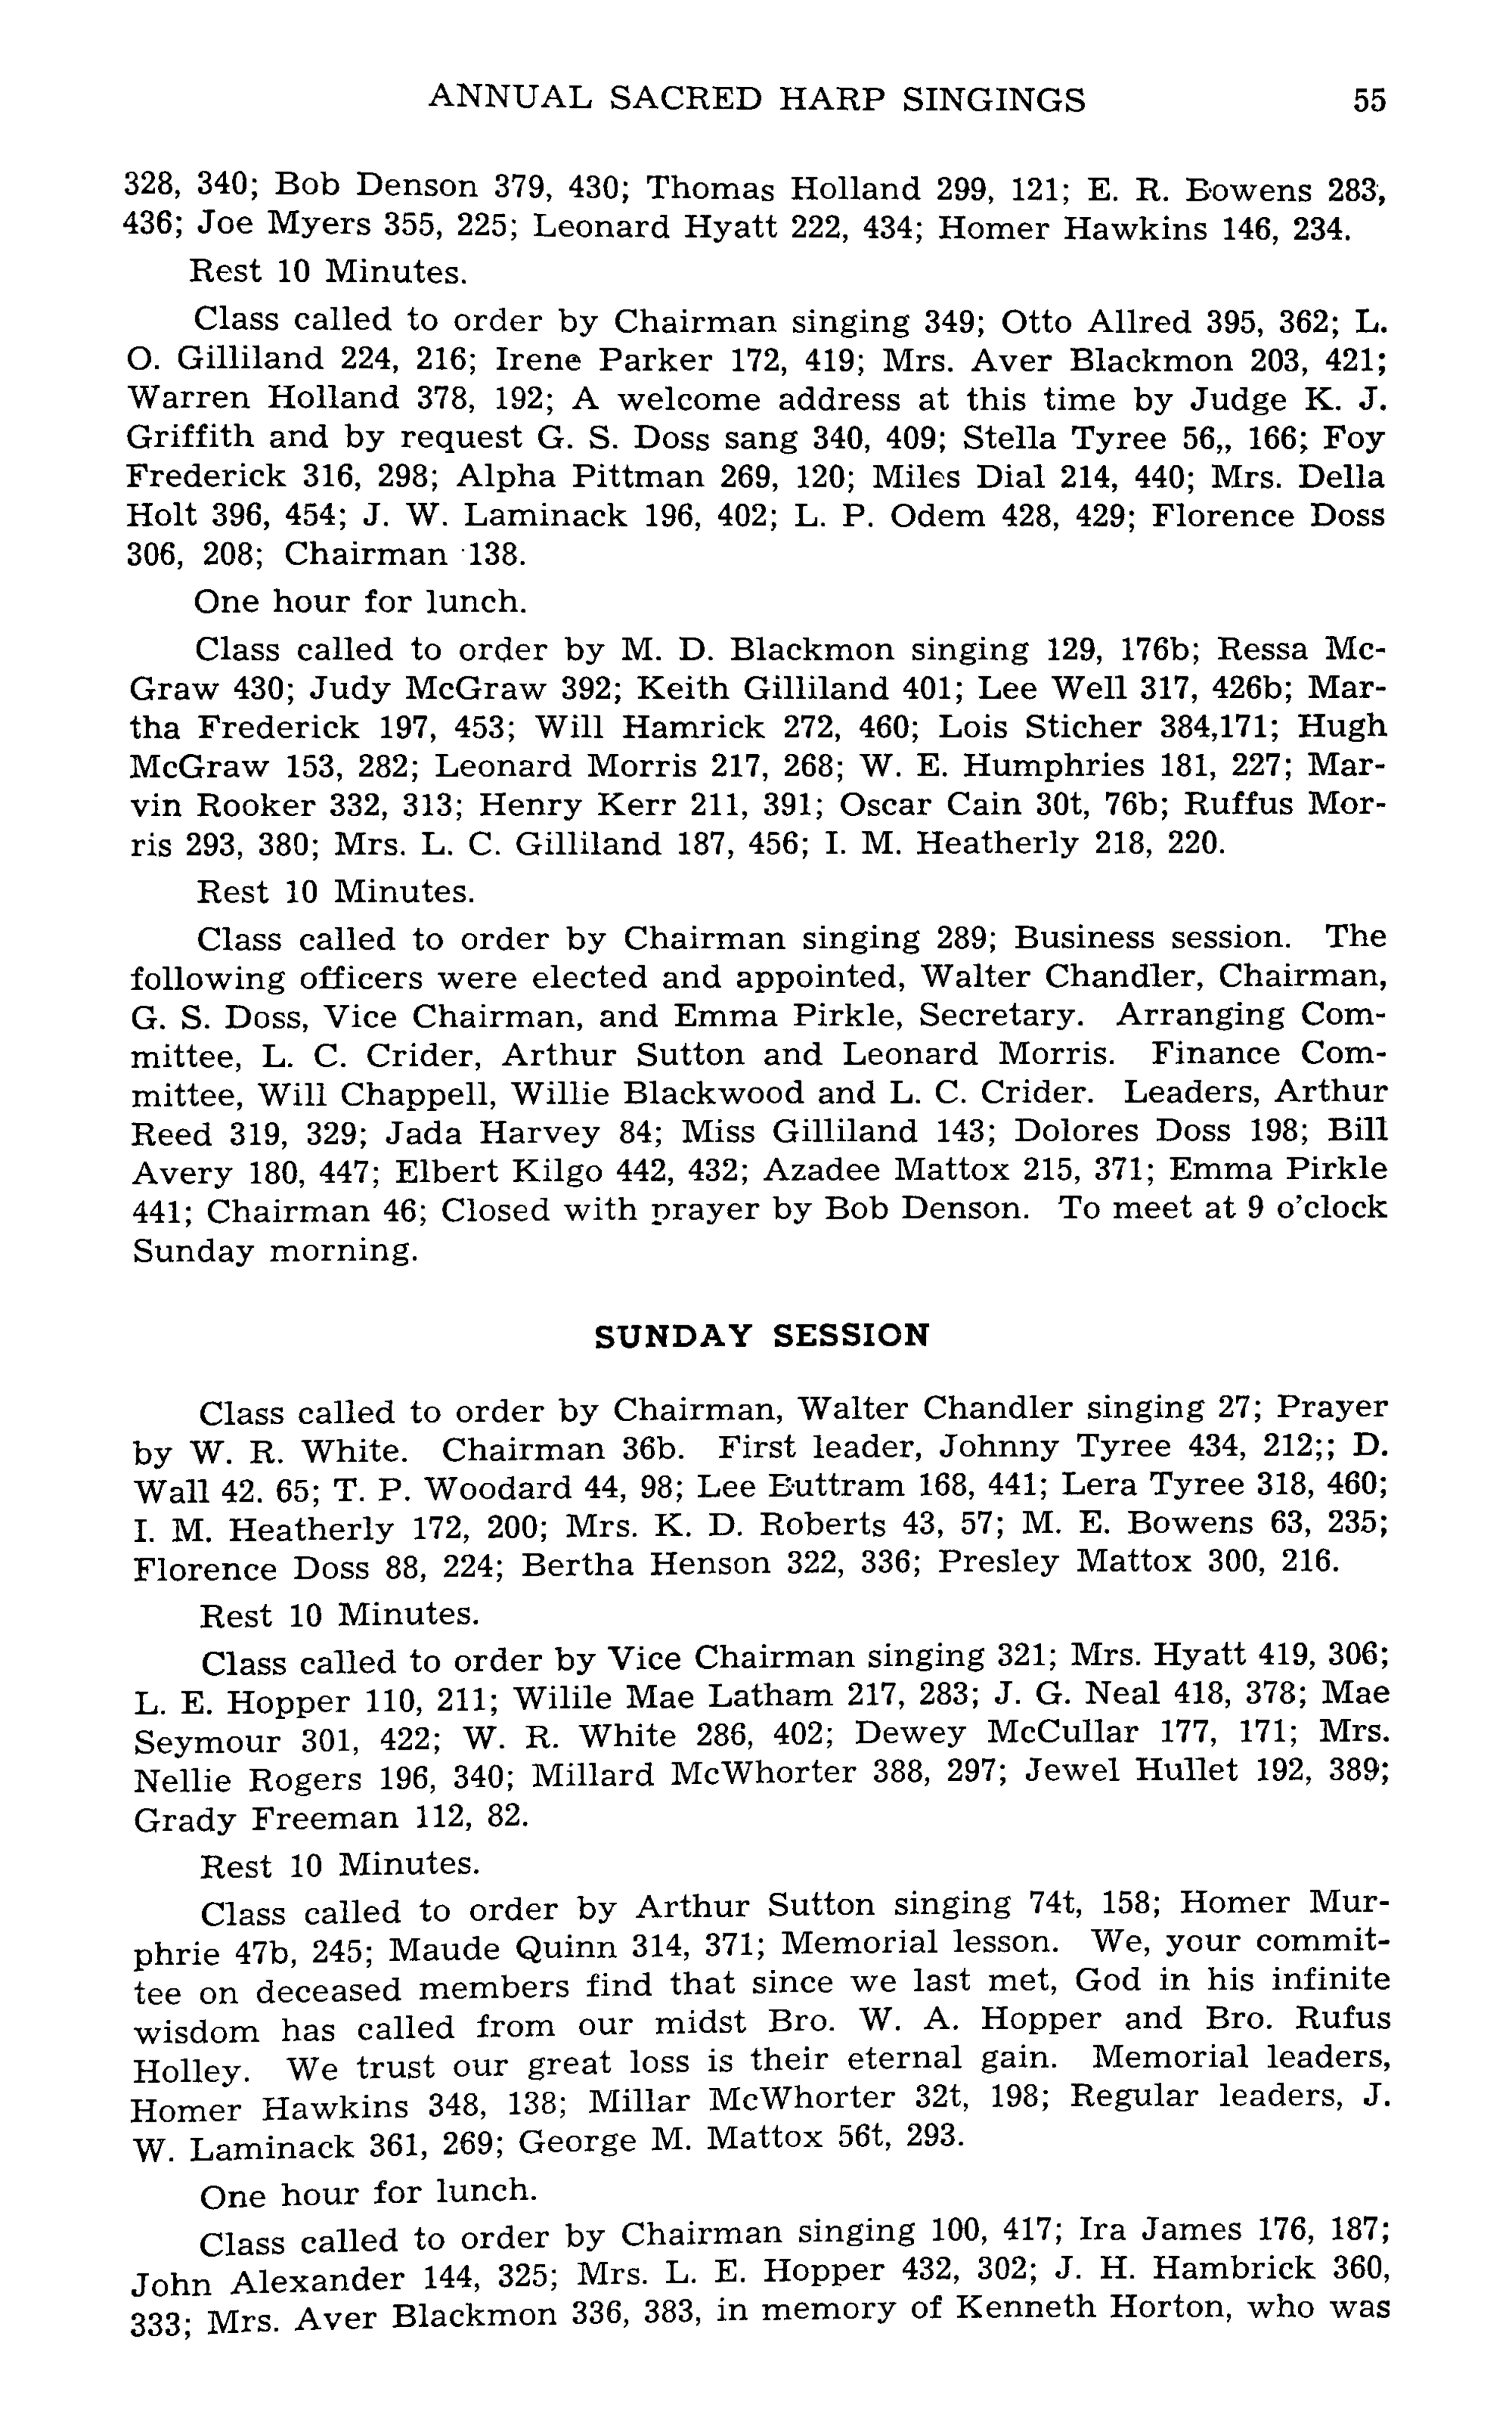 ANNUAL SACRED HARP SINGINGS 55
328, 340; Bob Denson 379, 430; Thomas Holland 299, 121; E. R. Bowens 283,
436; Joe Myers 355, 225; Leonard Hyatt 222, 434; Homer Hawkins 146, 234.
Rest 10 Minutes.
Class called to order by Chairman singing 349; Otto Allred 395, 362; L.
O. Gilliland 224, 216; Irene Parker 172, 419; Mrs. Aver Blackmon 203, 421;
Warren Holland 378, 192; A welcome address at this time by Judge K. J.
Griffith and by request G. S. Doss sang 340, 409; Stella Tyree 56,, 166; Foy
Frederick 316, 298; Alpha Pittman 269, 120; Miles Dial 214, 440; Mrs. Della
Holt 396, 454; J. W. Laminack 196, 402; L. P. Odem 428, 429; Florence Doss
306, 208; Chairman 138.
One hour for lunch.
Class called to order by M. D. Blackmon singing 129, 176b; Ressa Mc-
Graw 430; Judy McGraw 392; Keith Gilliland 401; Lee Well 317, 426b; Mar-
tha Frederick 197, 453; Will Hamrick 272, 460; Lois Sticher 384,171; Hugh
McGraw 153, 282; Leonard Morris 217, 268; W. E. Humphries 181, 227; Mar-
vin Rooker 332, 313; Henry Kerr 211, 391; Oscar Cain 30t, 76b; Ruffus Mor-
ris 293, 380; Mrs. L. C. Gilliland 187, 456; I. M. Heatherly 218, 220.
Rest 10 Minutes.
Class called to order by Chairman singing 289; Business session. The
following officers were elected and appointed, Walter Chandler, Chairman,
G. S. Doss, Vice Chairman, and Emma Pirkle, Secretary. Arranging Com-
mittee, L. C. Crider, Arthur Sutton and Leonard Morris. Finance Com-
mittee, Will Chappell, Willie Blackwood and L. C. Crider. Leaders, Arthur
Reed 319, 329; Jada Harvey 84; Miss Gilliland 143; Dolores Doss 198; Bill
Avery 180, 447; Elbert Kilgo 442, 432; Azadee Mattox 215, 371; Emma Pirkle
441; Chairman 46; Closed with prayer by Bob Denson. To meet at 9 o'clock
Sunday morning.
SUNDAY SESSION
Class called to order by Chairman, Walter Chandler singing 27; Prayer
by W. R. White. Chairman 36b. First leader, Johnny Tyree 434, 212;; D.
Wall 42. 65; T. P. Woodard 44, 98; Lee Buttram 168, 441; Lera Tyree 318, 460;
I. M. Heatherly 172, 200; Mrs. K. D. Roberts 43, 57; M. E. Bowens 63, 235;
Florence Doss 88, 224; Bertha Henson 322, 336; Presley Mattox 300, 216.
Rest 10 Minutes.
Class called to order by Vice Chairman singing 321; Mrs. Hyatt 419, 306;
L. E. Hopper 110, 211; Wilile Mae Latham 217, 283; J. G. Neal 418, 378; Mae
Seymour 301, 422; W. R. White 286, 402; Dewey McCullar 177, 171; Mrs.
Nellie Rogers 196, 340; Millard McWhorter 388, 297; Jewel Hullet 192, 389;
Grady Freeman 112, 82.
Rest 10 Minutes.
Class called to order by Arthur Sutton singing 74t, 158; Homer Mur-
phrie 47b, 245; Maude Quinn 314, 371; Memorial lesson. We, your commit-
tee on deceased members find that since we last met, God in his infinite
wisdom has called from our midst Bro. W. A. Hopper and Bro. Rufus
Holley. We trust our great loss is their eternal gain. Memorial leaders,
Homer Hawkins 348, 138; Millar McWhorter 32t, 198; Regular leaders, J.
W. Laminack 361, 269; George M. Mattox 56t, 293.
One hour for lunch.
Class called to order by Chairman singing 100, 417; Ira James 176, 187;
John Alexander 144, 325; Mrs. L. E. Hopper 432, 302; J. H. Hambrick 360,
333; Mrs. Aver Blackmon 336, 383, in memory of Kenneth Horton, who was